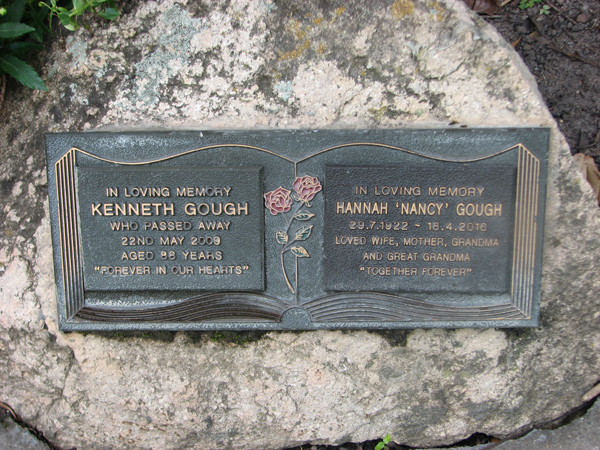 IN LOVING MEMORY
KENNETH GOUGH
WHO PASSED AWAY
22ND MAY 2009
AGED 88 YEARS
"FOREVER IN OUR HEARTS"
IN LOVING MEMORY
HANNAH 'NANCY' GOUGH
29.7.1922 - 18.4.2016
LOVED WIFE, MOTHER, GRANDMA
AND GREAT GRANDMA
"TOGETHER FOREVER"